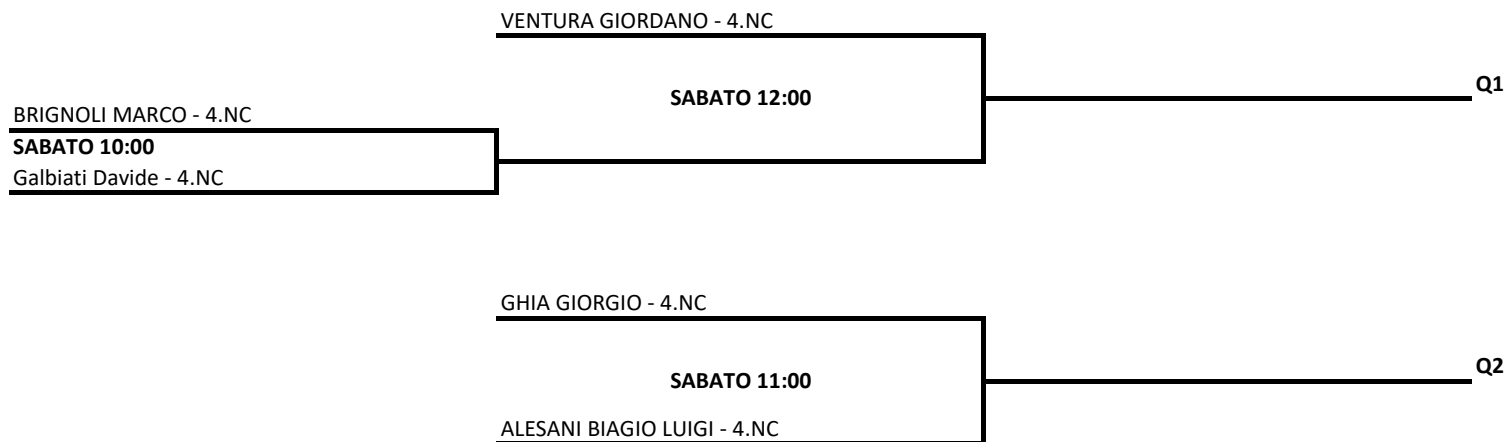 VENTURA GIORDANO - 4.NC
Q1
SABATO 12:00
BRIGNOLI MARCO - 4.NC
SABATO 10:00
Galbiati Davide - 4.NC
GHIA GIORGIO - 4.NC
Q2
SABATO 11:00
ALESANI BIAGIO LUIGI - 4.NC